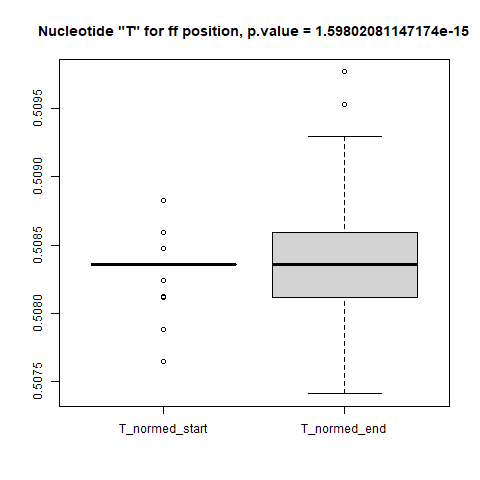 Nucleotide "T" for ff position, p.value = 1.59802081147174e-15
0.5095
0.5090
0.5085
0.5080
0.5075
T_normed_start
T_normed_end